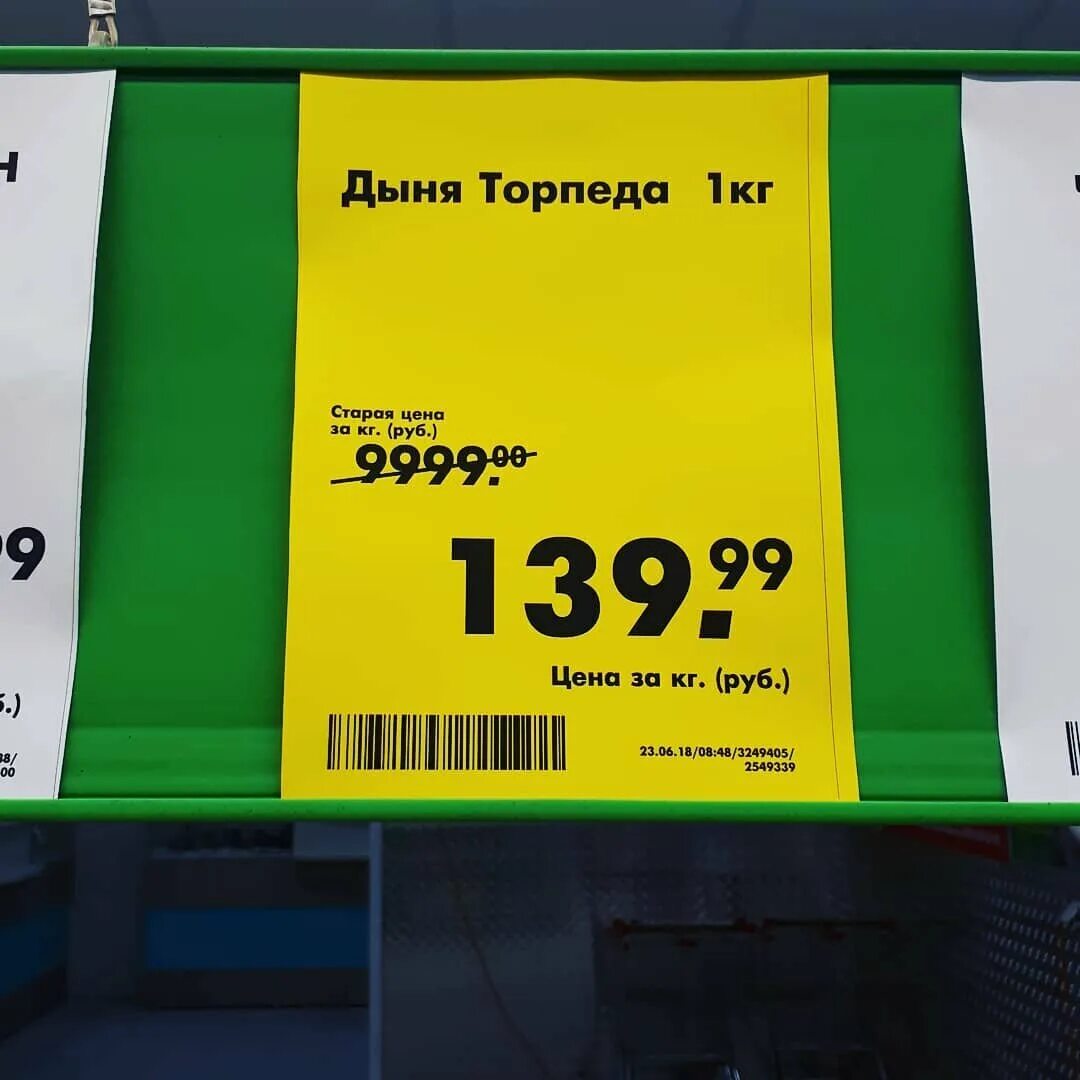 Дыня Торпеда 1кг
Старая цена
за кг. (руб.)
9999.00
139.99
Цена за кг. (руб.)
23.06.18/08:48/3249405/
2549339